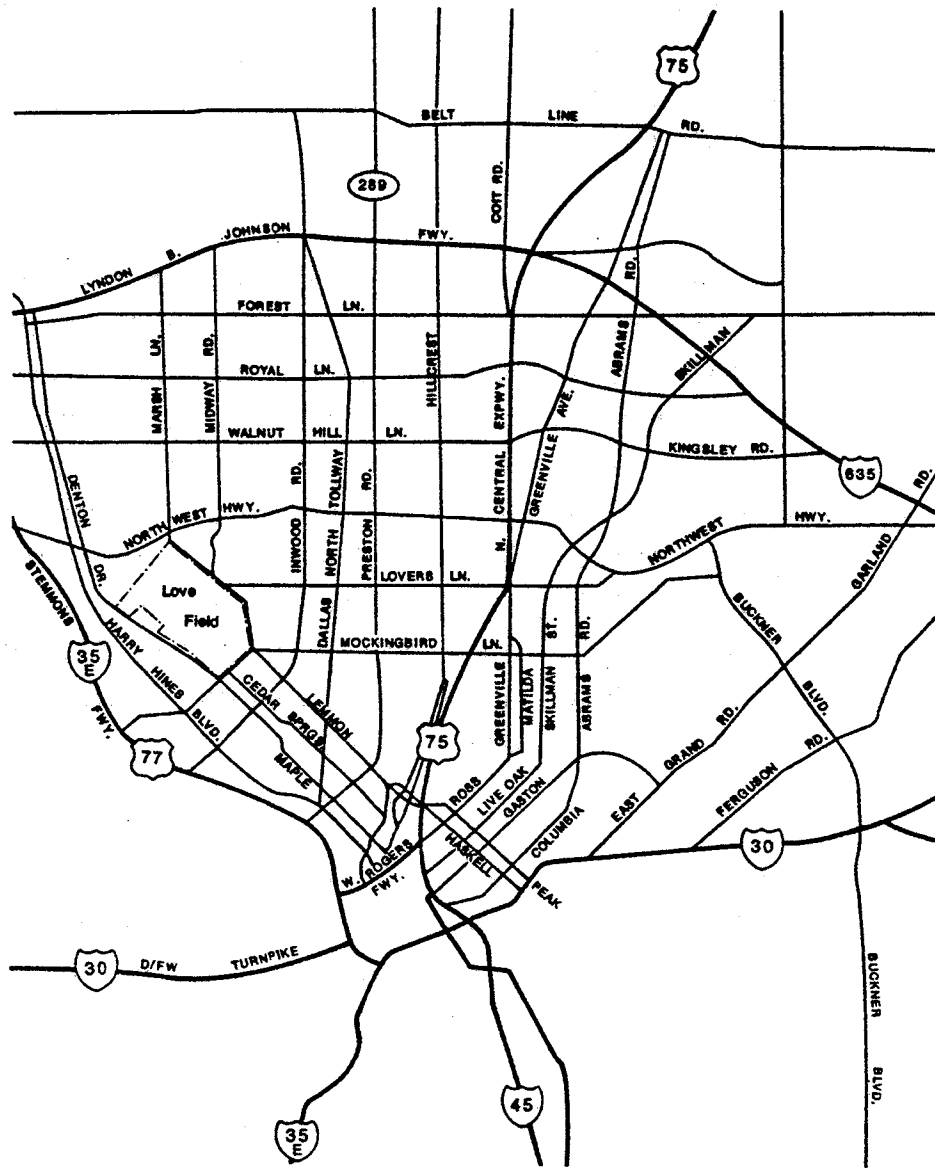 75
BELT LINE RD.
289
COIT RD.
LYNDON B. JOHNSON FWY.
FOREST LN.
MARSH LN.
MIDWAY RD.
ROYAL LN.
HILLCREST
N. CENTRAL EXPWY.
GREENVILLE AVE.
ABRAMS RD.
SKILLMAN
WALNUT HILL LN.
KINGSLEY RD.
635
DENTON DR.
NORTHWEST HWY.
INWOOD RD.
DALLAS NORTH TOLLWAY
PRESTON RD.
NORTHWEST HWY.
GARLAND RD.
LOVERS LN.
Love
Field
STEMMONS FWY.
35
E
HARRY HINES BLVD.
MOCKINGBIRD LN.
BUCKNER BLVD.
CEDAR SPRGS.
LEMMON
GREENVILLE
MATILDA
SKILLMAN ST.
ABRAMS RD.
77
75
MAPLE
ROSS
LIVE OAK
GASTON
COLUMBIA
EAST GRAND RD.
FERGUSON RD.
W. ROGERS FWY.
HASKELL
PEAK
30
30
D/FW TURNPIKE
BUCKNER BLVD.
45
35
E